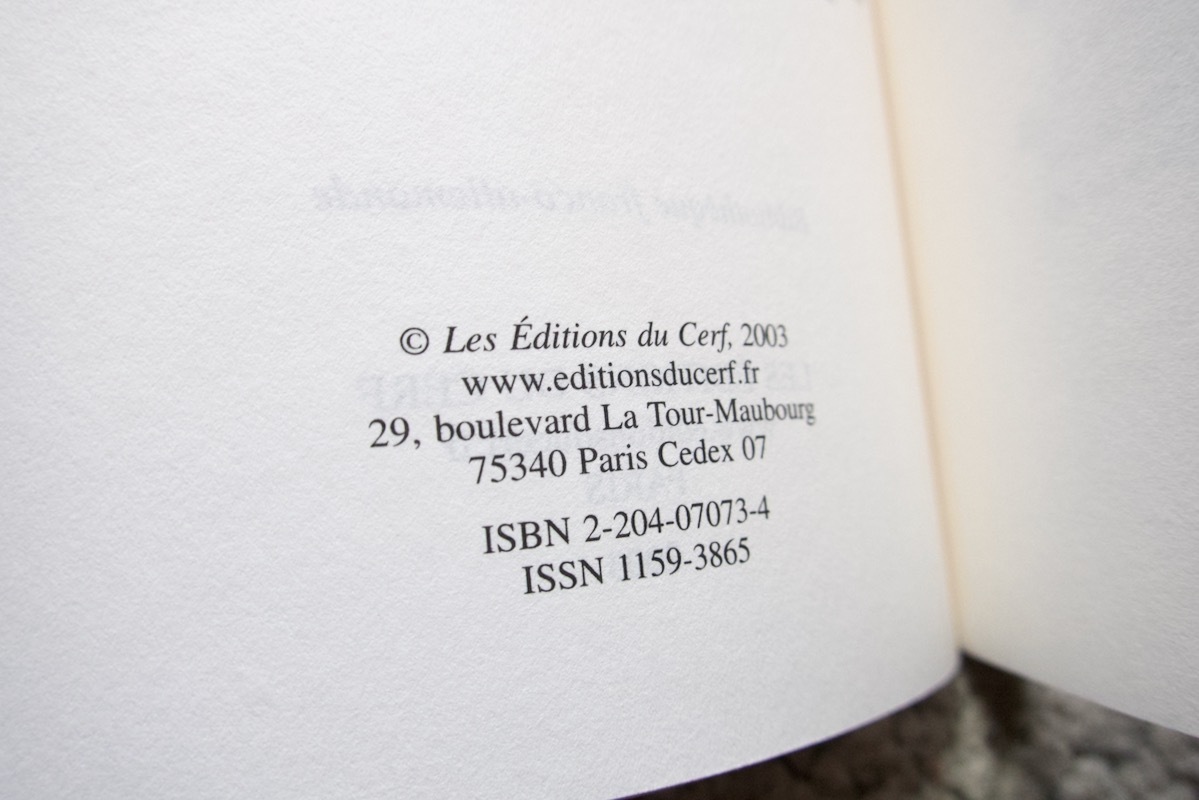 © Les Éditions du Cerf, 2003
www.editionsducerf.fr
29, boulevard La Tour-Maubourg
75340 Paris Cedex 07
ISBN 2-204-07073-4
ISSN 1159-3865